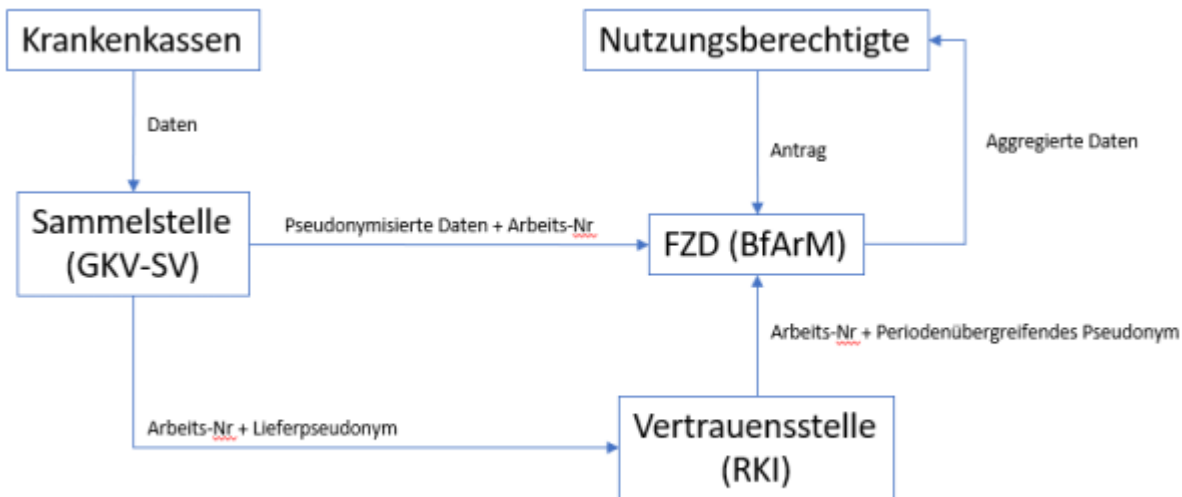 Krankenkassen
Nutzungsberechtigte
Daten
Antrag
Aggregierte Daten
Sammelstelle
(GKV-SV)
Pseudonymisierte Daten + Arbeits-Nr
FZD (BfArM)
Arbeits-Nr + Periodenübergreifendes Pseudonym
Arbeits-Nr + Lieferpseudonym
Vertrauensstelle
(RKI)